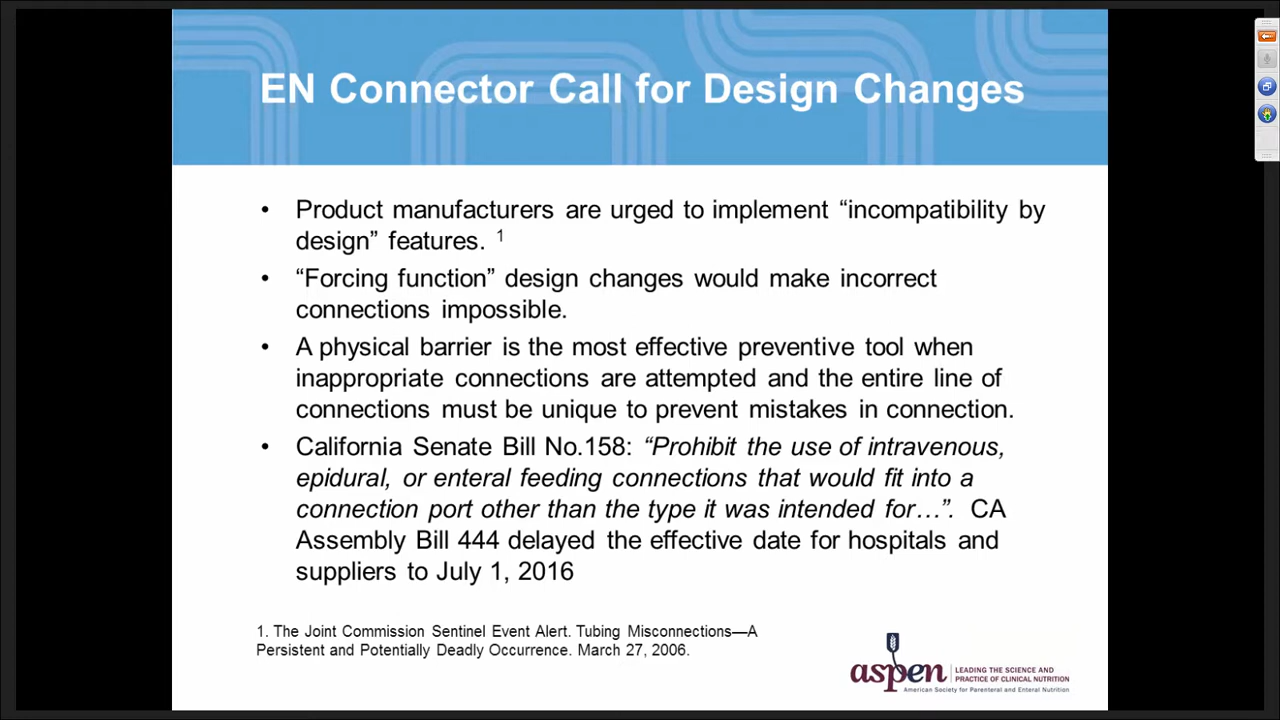 EN Connector Call for Design Changes
• Product manufacturers are urged to implement “incompatibility by
design” features. 1
• “Forcing function” design changes would make incorrect
connections impossible.
• A physical barrier is the most effective preventive tool when
inappropriate connections are attempted and the entire line of
connections must be unique to prevent mistakes in connection.
• California Senate Bill No.158: “Prohibit the use of intravenous,
epidural, or enteral feeding connections that would fit into a
connection port other than the type it was intended for…”. CA
Assembly Bill 444 delayed the effective date for hospitals and
suppliers to July 1, 2016
1. The Joint Commission Sentinel Event Alert. Tubing Misconnections—A
Persistent and Potentially Deadly Occurrence. March 27, 2006.
aspen
LEADING THE SCIENCE AND
PRACTICE OF CLINICAL NUTRITION
American Society for Parenteral and Enteral Nutrition